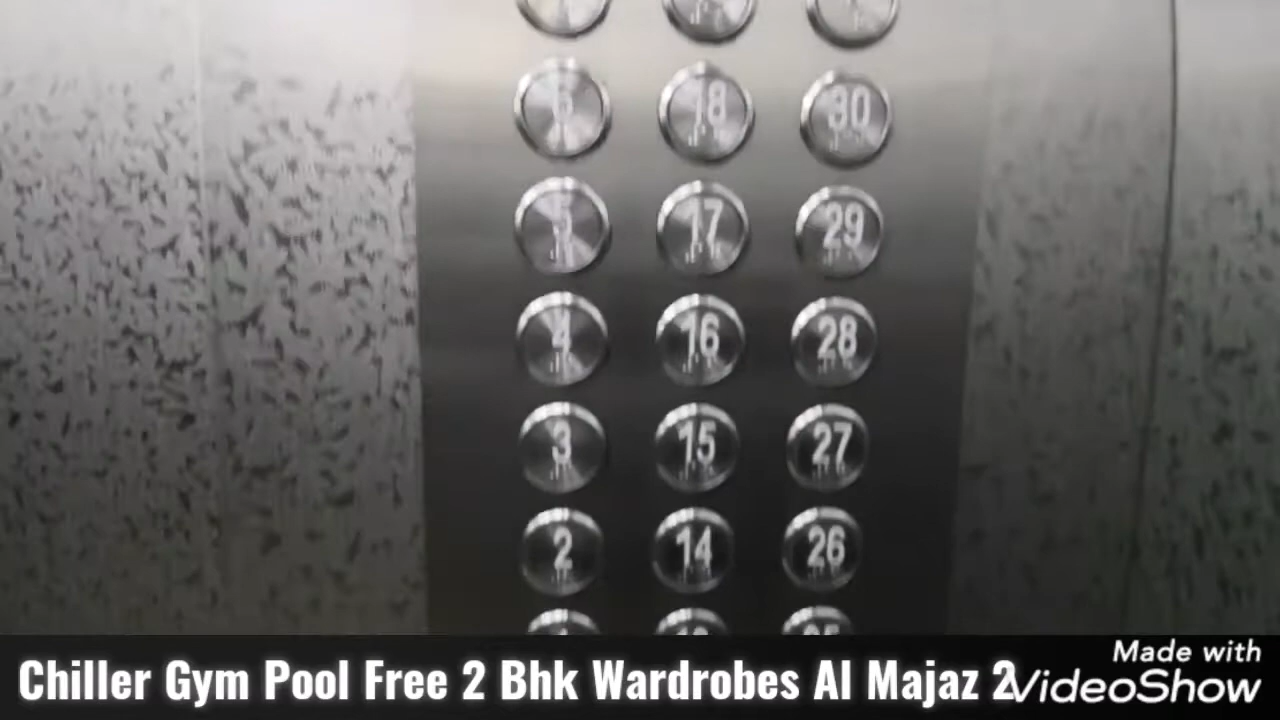 6 18 30
5 17 29
4 16 28
3 15 27
2 14 26
Chiller Gym Pool Free 2 Bhk Wardrobes Al Majaz 2
Made with
VideoShow